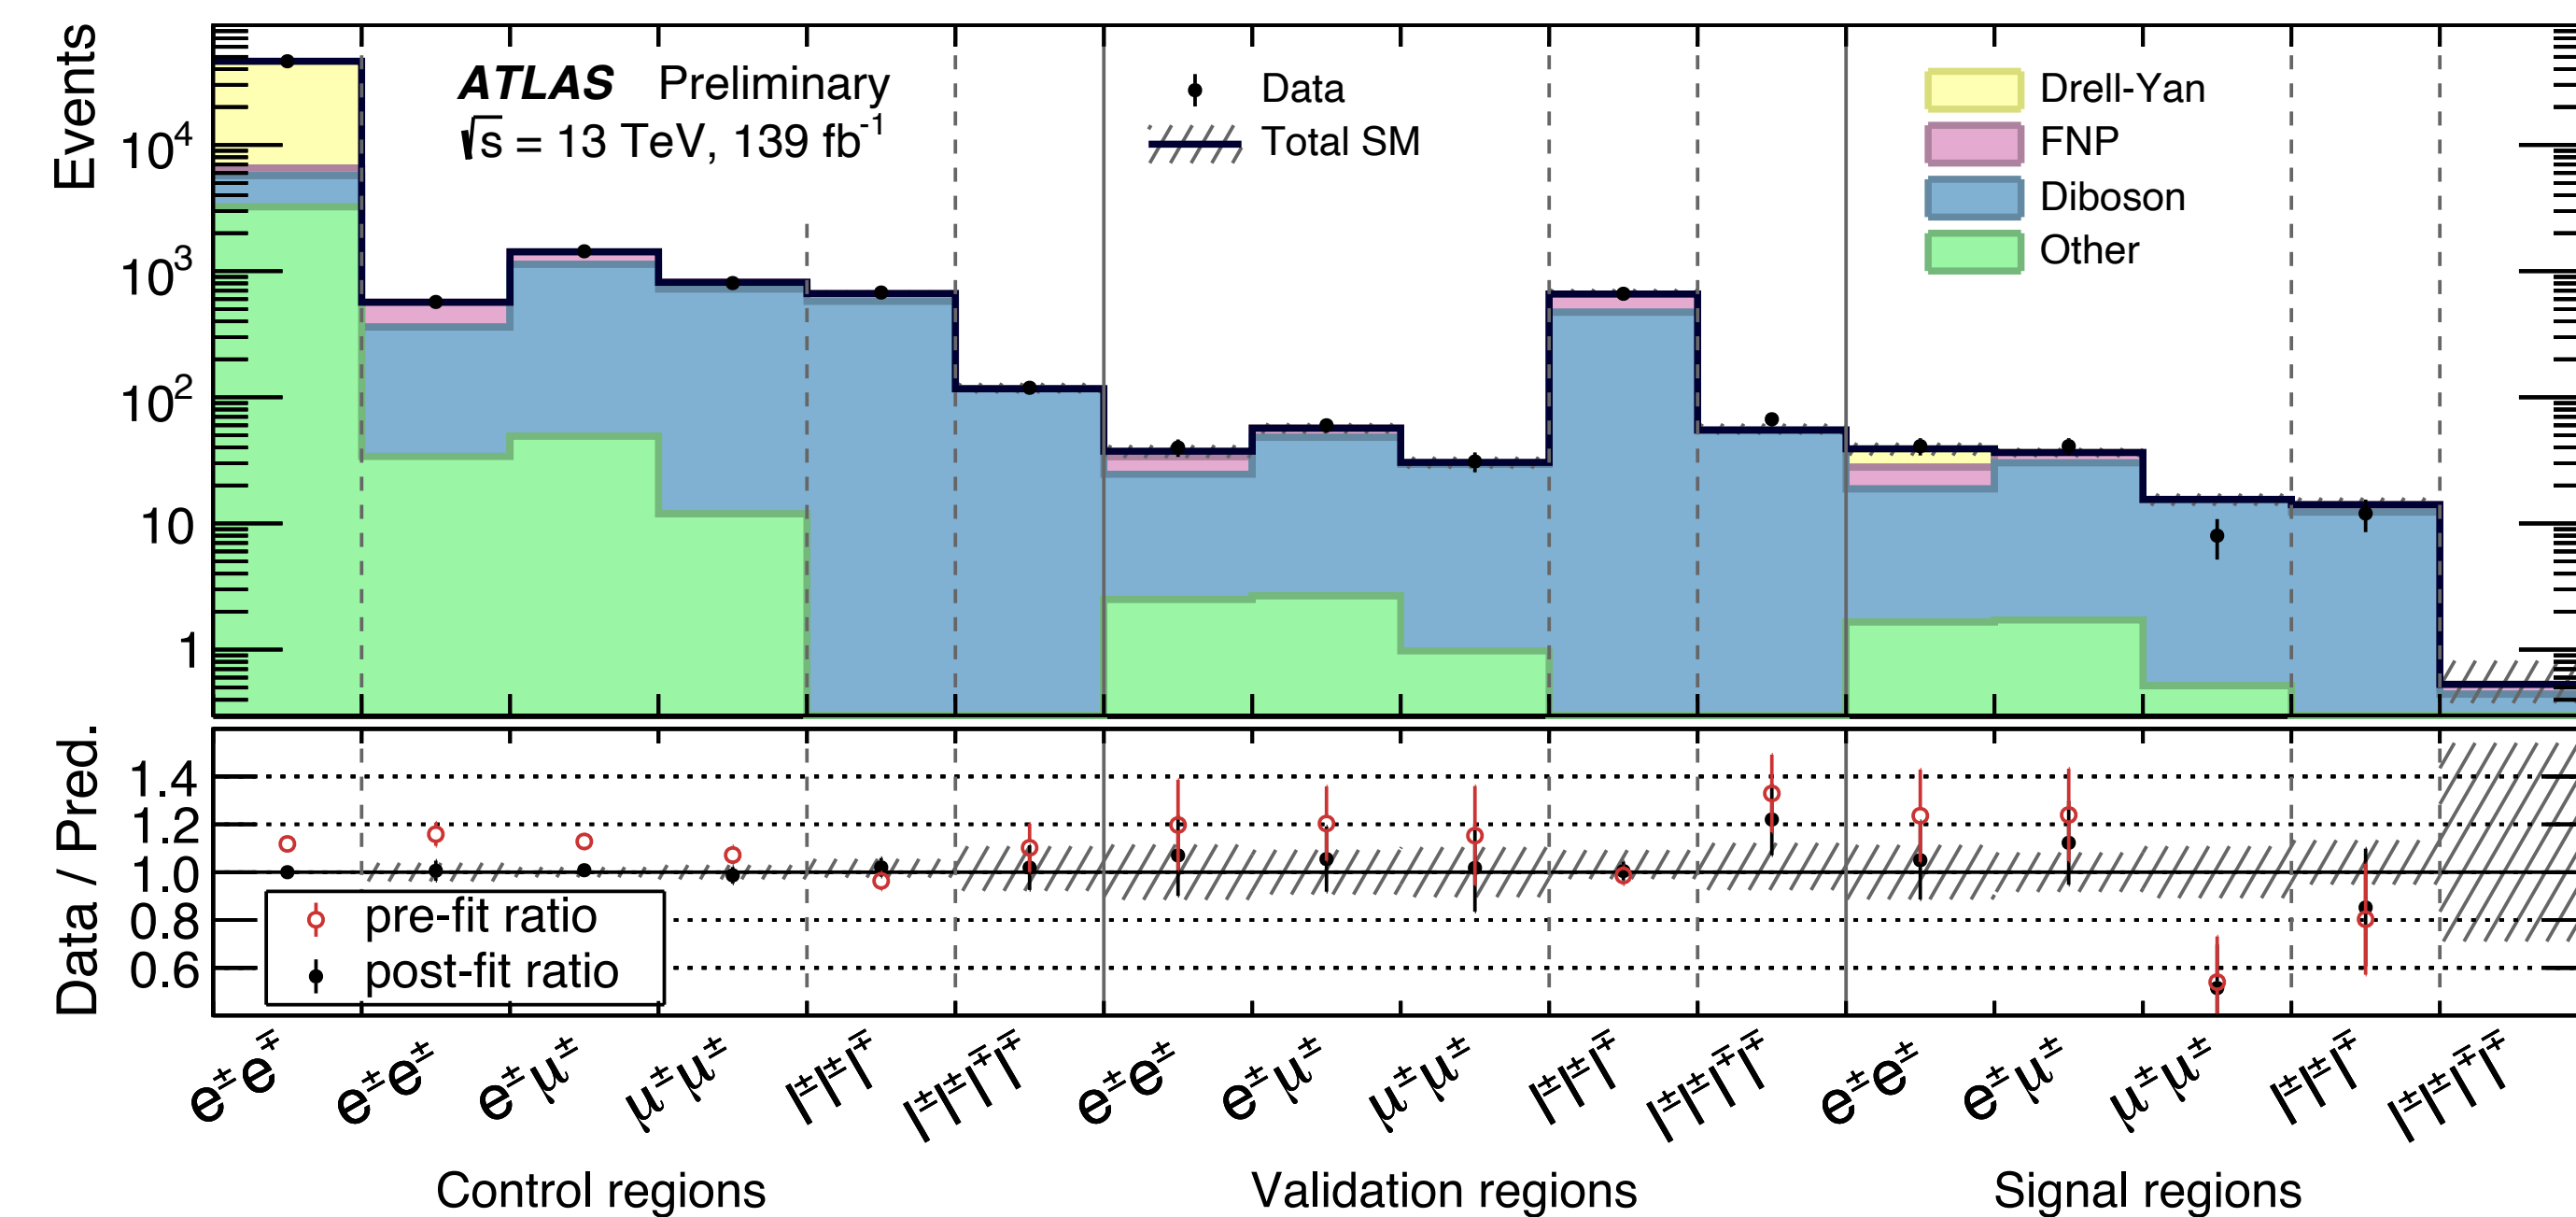 Events
10⁴
10³
10²
10
1
ATLAS Preliminary
√s = 13 TeV, 139 fb⁻¹
Data
Total SM
Drell-Yan
FNP
Diboson
Other
Data / Pred.
1.4
1.2
1.0
0.8
0.6
pre-fit ratio
post-fit ratio
e±e∓
e±e±
e±μ±
μ±μ±
l±l±l∓
l±l±l∓l∓
e±e±
e±μ±
μ±μ±
l±l±l∓
l±l±l∓l∓
e±e±
e±μ±
μ±μ±
l±l±l∓
l±l±l∓l∓
Control regions
Validation regions
Signal regions